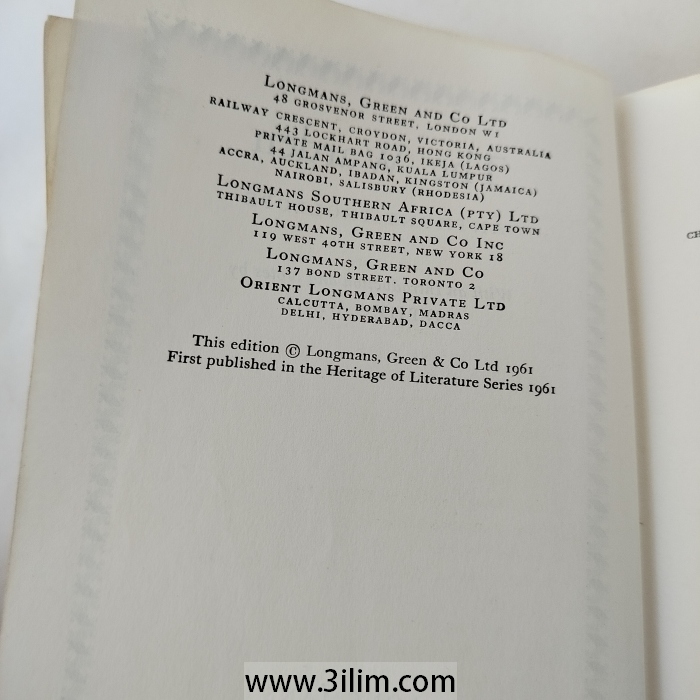 LONGMANS, GREEN AND CO LTD
48 GROSVENOR STREET, LONDON W1
RAILWAY CRESCENT, CROYDON, VICTORIA, AUSTRALIA
443 LOCKHART ROAD, HONG KONG
PRIVATE MAIL BAG 1036, IKEJA (LAGOS)
44 JALAN AMPANG, KUALA LUMPUR
ACCRA, AUCKLAND, IBADAN, KINGSTON (JAMAICA)
NAIROBI, SALISBURY (RHODESIA)
LONGMANS SOUTHERN AFRICA (PTY) LTD
THIBAULT HOUSE, THIBAULT SQUARE, CAPE TOWN
LONGMANS, GREEN AND CO INC
119 WEST 40TH STREET, NEW YORK 18
LONGMANS, GREEN AND CO
137 BOND STREET. TORONTO 2
ORIENT LONGMANS PRIVATE LTD
CALCUTTA, BOMBAY, MADRAS
DELHI, HYDERABAD, DACCA
This edition © Longmans, Green & Co Ltd 1961
First published in the Heritage of Literature Series 1961
www.3ilim.com